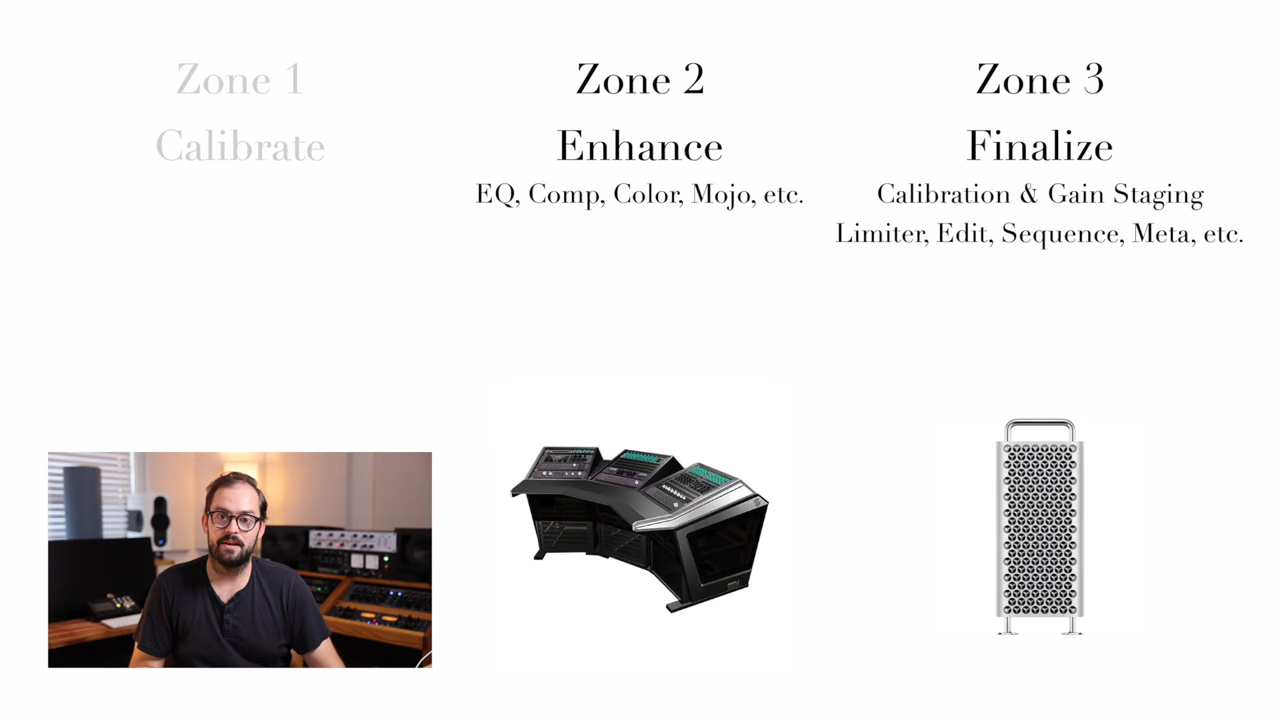 Zone 1
Calibrate
Zone 2
Enhance
EQ, Comp, Color, Mojo, etc.
Zone 3
Finalize
Calibration & Gain Staging
Limiter, Edit, Sequence, Meta, etc.